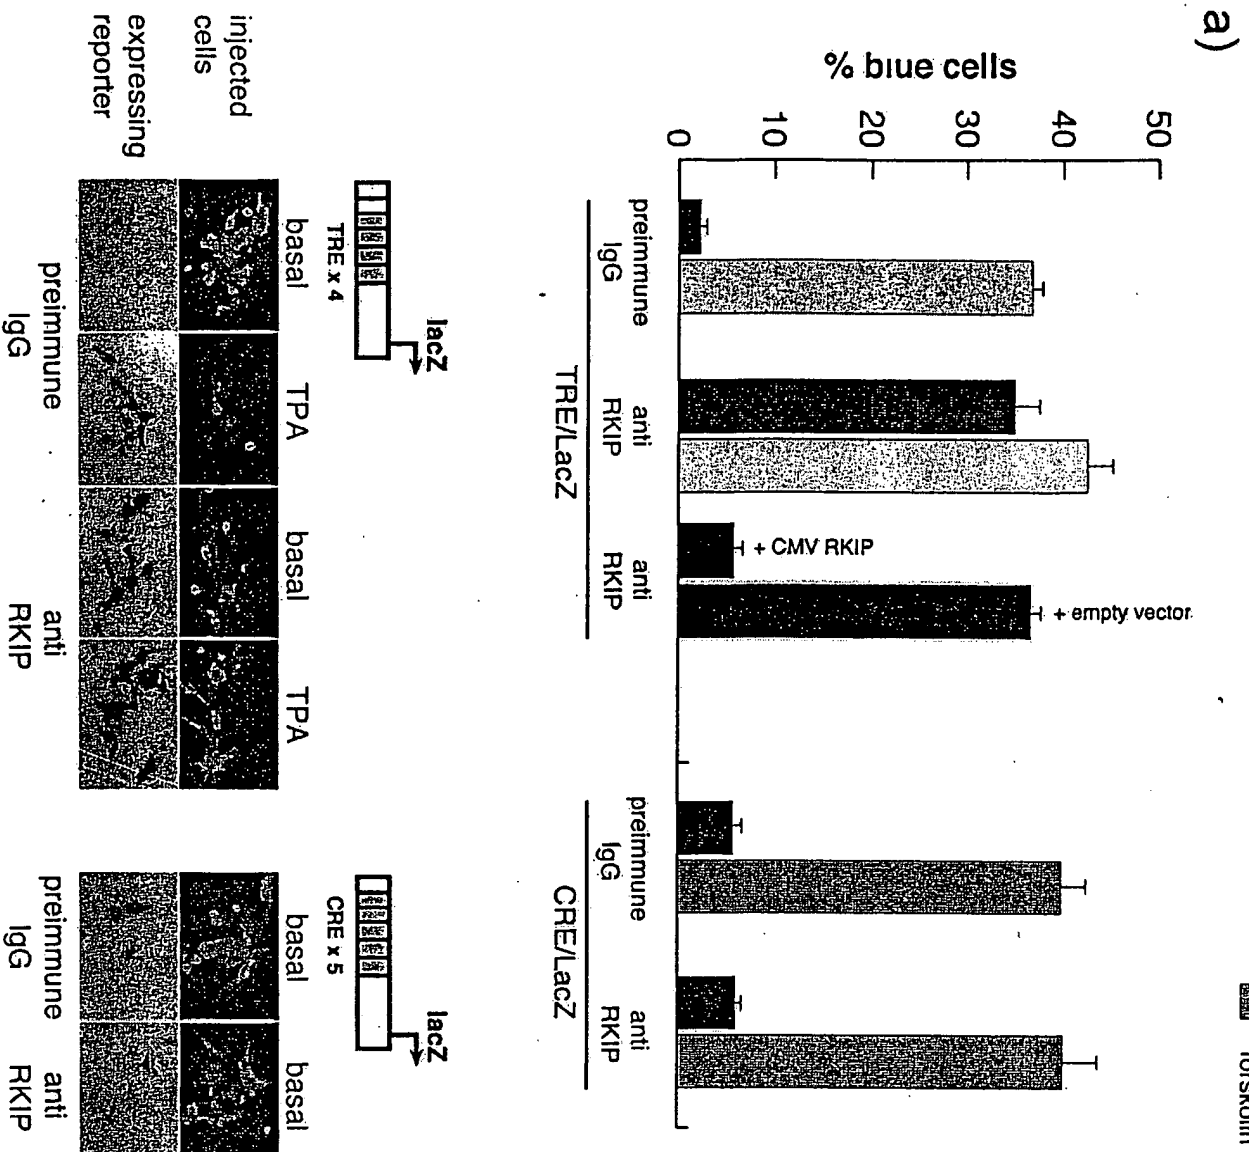 a)
forskolin
% blue cells
50
40
30
20
10
0
+ CMV RKIP
+ empty vector
preimmune
IgG
anti
RKIP
anti
RKIP
preimmune
IgG
anti
RKIP
TRE/LacZ
CRE/LacZ
lacZ
TRE x 4
lacZ
CRE x 5
basal
TPA
basal
TPA
basal
basal
injected
cells
expressing
reporter
preimmune
IgG
anti
RKIP
preimmune
IgG
anti
RKIP